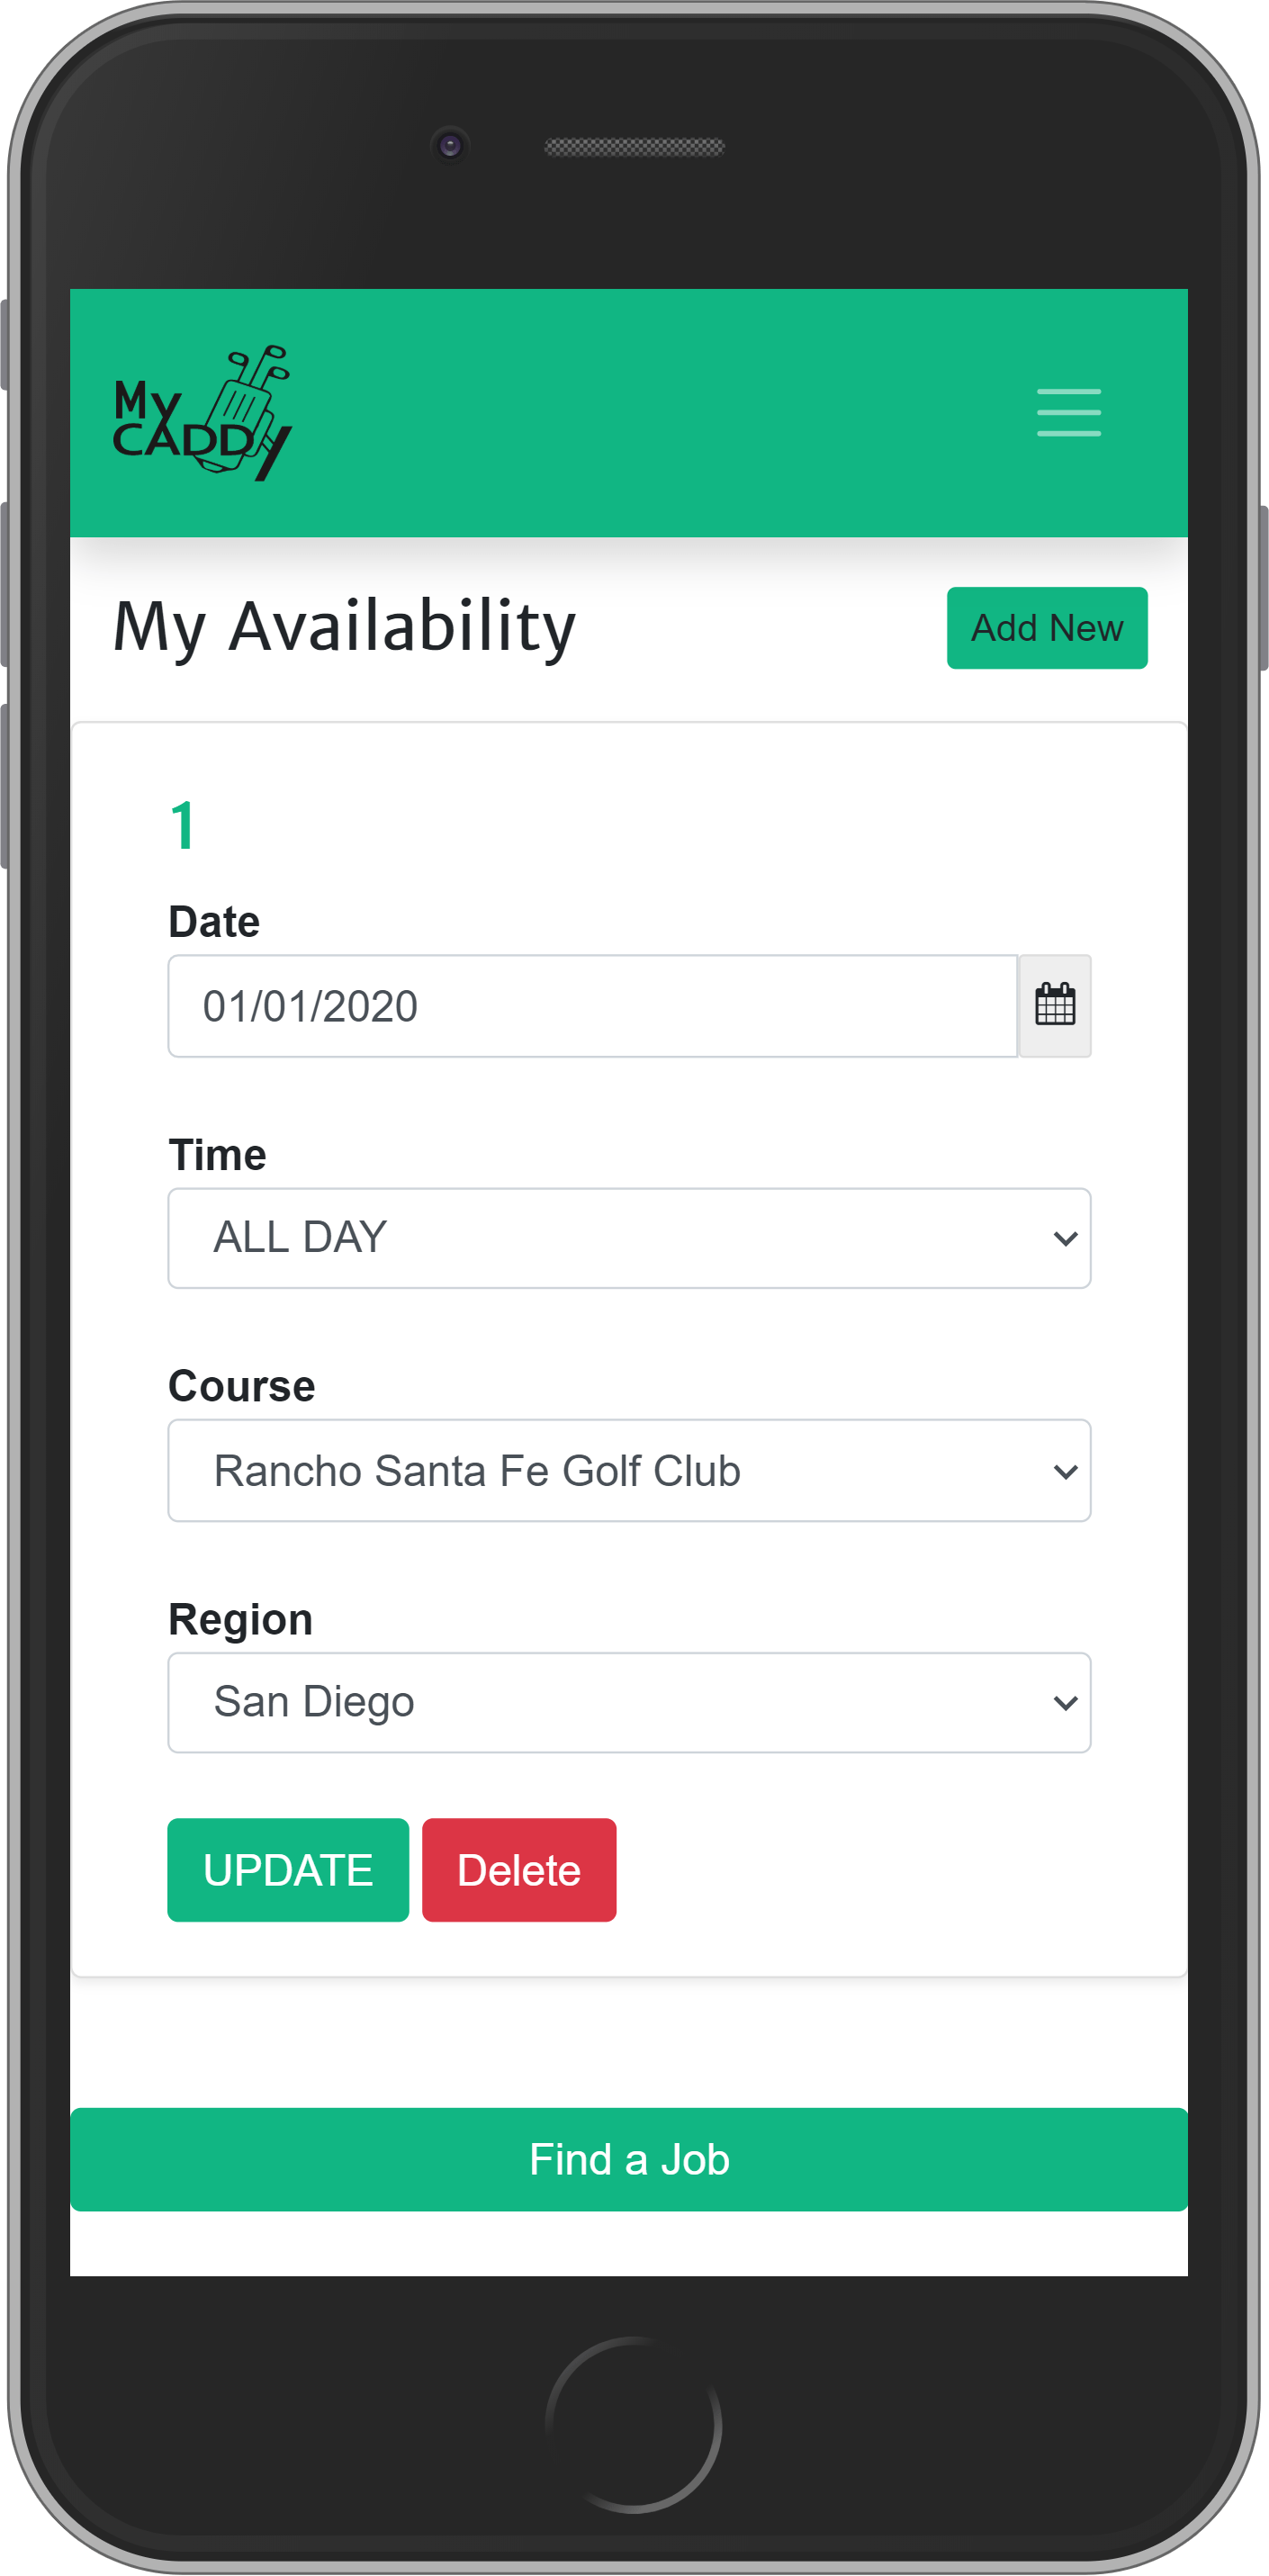 My
CADDY
My Availability
Add New
1
Date
01/01/2020
Time
ALL DAY
Course
Rancho Santa Fe Golf Club
Region
San Diego
UPDATE
Delete
Find a Job